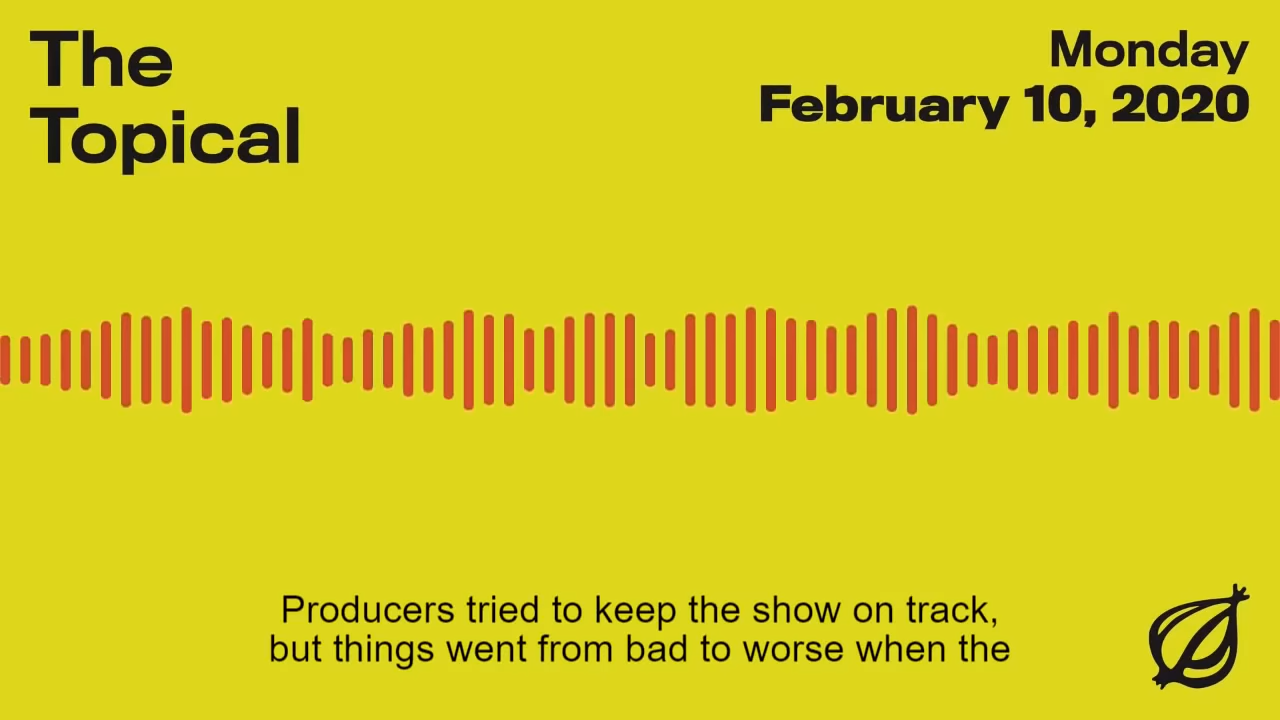 The
Topical
Monday
February 10, 2020
Producers tried to keep the show on track,
but things went from bad to worse when the